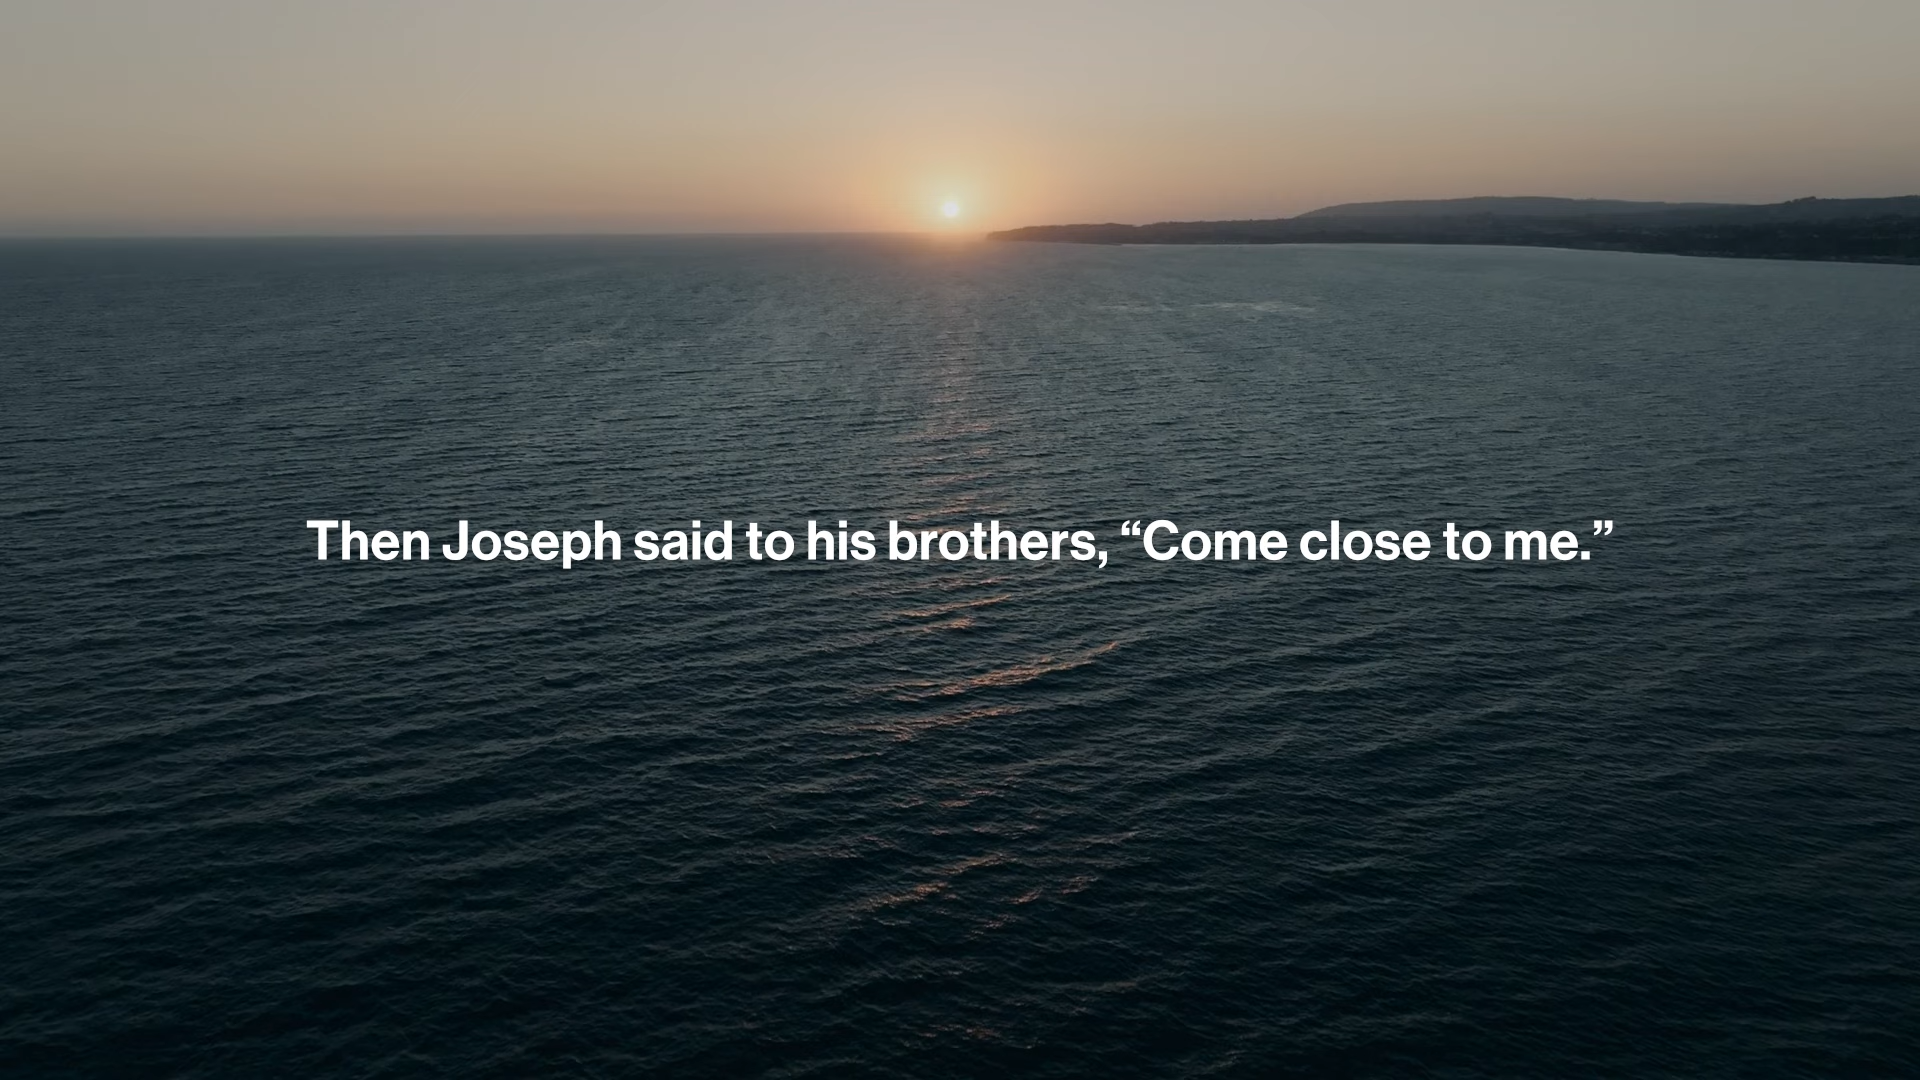 Then Joseph said to his brothers, “Come close to me.”